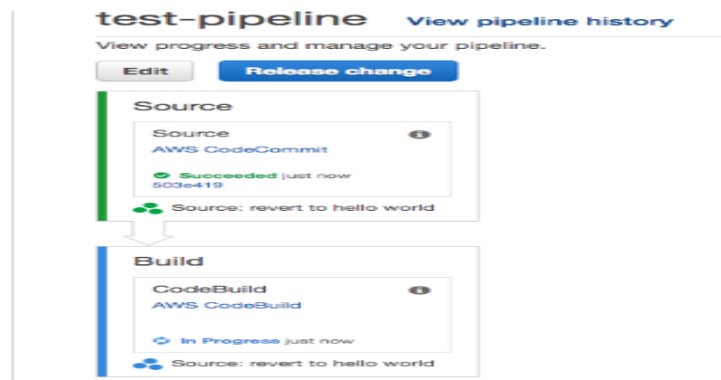 test-pipeline View pipeline history
View progress and manage your pipeline.
Edit Release change
Source
Source
AWS CodeCommit
Succeeded just now
503e419
Source: revert to hello world
Build
CodeBuild
AWS CodeBuild
In Progress just now
Source: revert to hello world